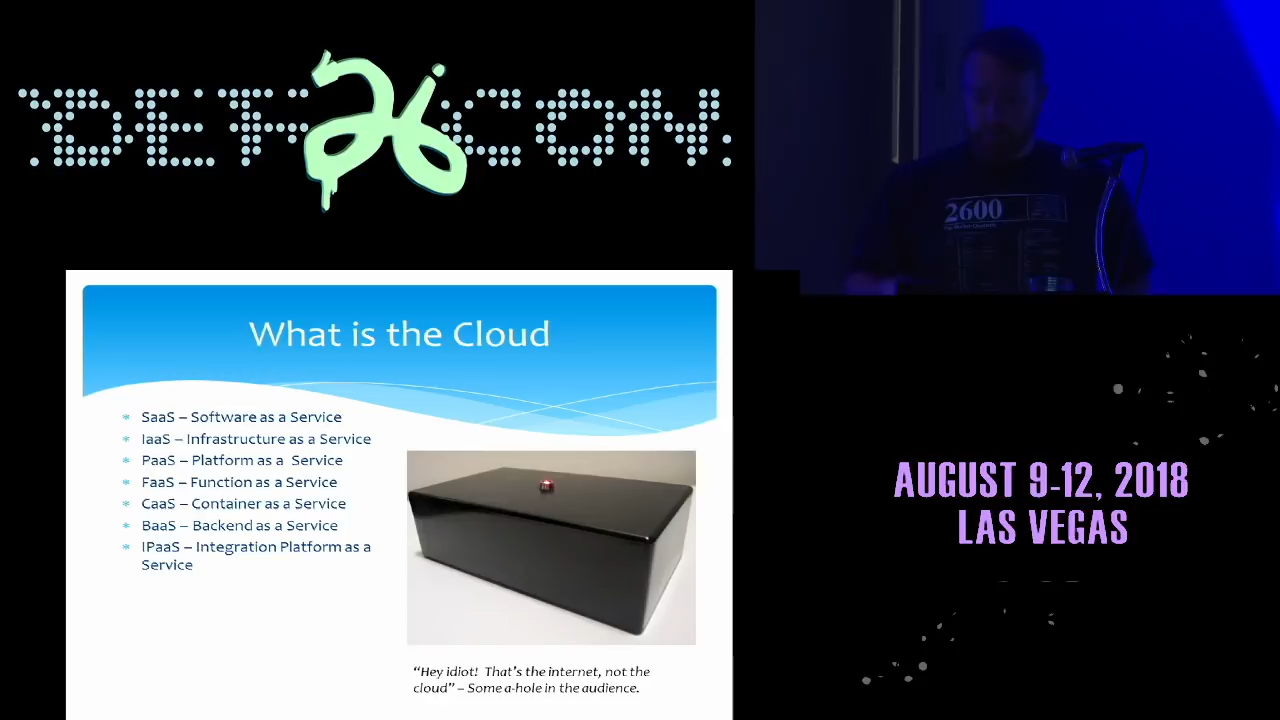 DEF 26 CON
2600
What is the Cloud
* SaaS – Software as a Service
* IaaS – Infrastructure as a Service
* PaaS – Platform as a  Service
* FaaS – Function as a Service
* CaaS – Container as a Service
* BaaS – Backend as a Service
* IPaaS – Integration Platform as a
Service
“Hey idiot!  That’s the internet, not the
cloud” – Some a-hole in the audience.
AUGUST 9-12, 2018
LAS VEGAS